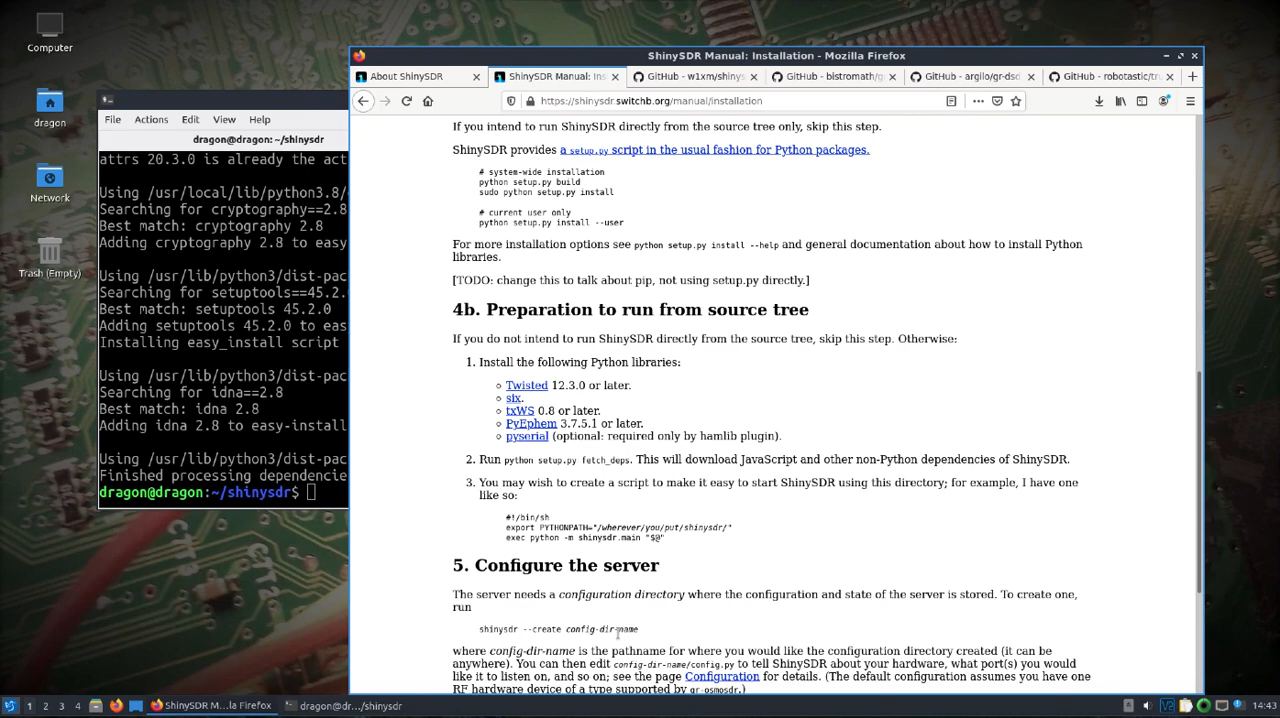 Computer
dragon
Network
Trash (Empty)
File Actions Edit View Help
dragon@dragon: ~/shinysdr
attrs 20.3.0 is already the act
Using /usr/local/lib/python3.8/
Searching for cryptography==2.8
Best match: cryptography 2.8
Adding cryptography 2.8 to easy
Using /usr/lib/python3/dist-pac
Searching for setuptools==45.2.
Best match: setuptools 45.2.0
Adding setuptools 45.2.0 to eas
Installing easy_install script
Using /usr/lib/python3/dist-pac
Searching for idna==2.8
Best match: idna 2.8
Adding idna 2.8 to easy-install
Using /usr/lib/python3/dist-pac
Finished processing dependencie
dragon@dragon:~/shinysdr$
ShinySDR Manual: Installation - Mozilla Firefox
About ShinySDR
ShinySDR Manual: Ins
GitHub - w1xm/shinys
GitHub - bistromath/g
GitHub - argilo/gr-dsd
GitHub - robotastic/tru
https://shinysdr.switchb.org/manual/installation
If you intend to run ShinySDR directly from the source tree only, skip this step.
ShinySDR provides a setup.py script in the usual fashion for Python packages.
# system-wide installation
python setup.py build
sudo python setup.py install
# current user only
python setup.py install --user
For more installation options see python setup.py install --help and general documentation about how to install Python
libraries.
[TODO: change this to talk about pip, not using setup.py directly.]
4b. Preparation to run from source tree
If you do not intend to run ShinySDR directly from the source tree, skip this step. Otherwise:
1. Install the following Python libraries:
Twisted 12.3.0 or later.
six.
txWS 0.8 or later.
PyEphem 3.7.5.1 or later.
pyserial (optional: required only by hamlib plugin).
2. Run python setup.py fetch_deps. This will download JavaScript and other non-Python dependencies of ShinySDR.
3. You may wish to create a script to make it easy to start ShinySDR using this directory; for example, I have one
like so:
#!/bin/sh
export PYTHONPATH="/wherever/you/put/shinysdr/"
exec python -m shinysdr.main "$@"
5. Configure the server
The server needs a configuration directory where the configuration and state of the server is stored. To create one,
run
shinysdr --create config-dir-name
where config-dir-name is the pathname for where you would like the configuration directory created (it can be
anywhere). You can then edit config-dir-name/config.py to tell ShinySDR about your hardware, what port(s) you would
like it to listen on, and so on; see the page Configuration for details. (The default configuration assumes you have one
RF hardware device of a type supported by gr-osmosdr.)
1 2 3 4
ShinySDR M...la Firefox
dragon@dr.../shinysdr
14:43